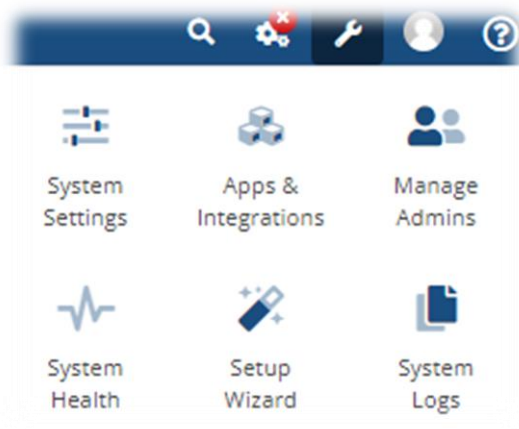 System
Settings
Apps &
Integrations
Manage
Admins
System
Health
Setup
Wizard
System
Logs